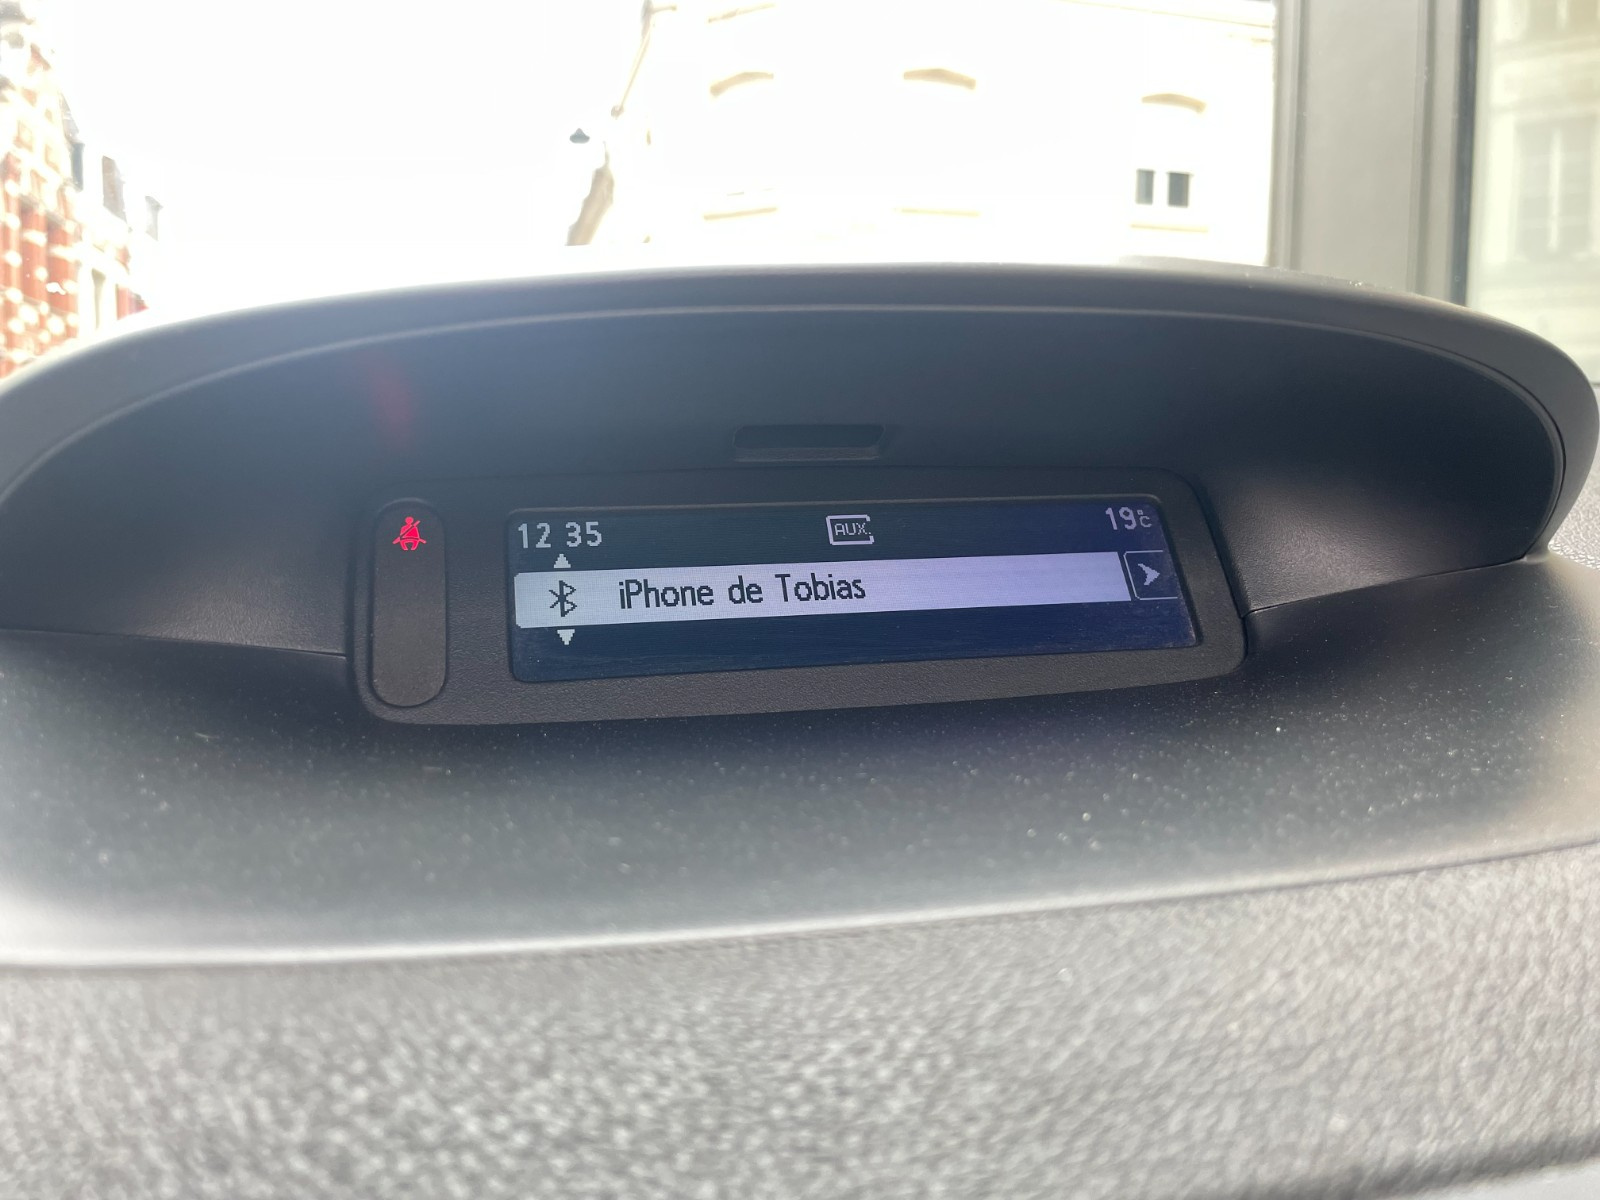 12 35
AUX.
19°C
iPhone de Tobias